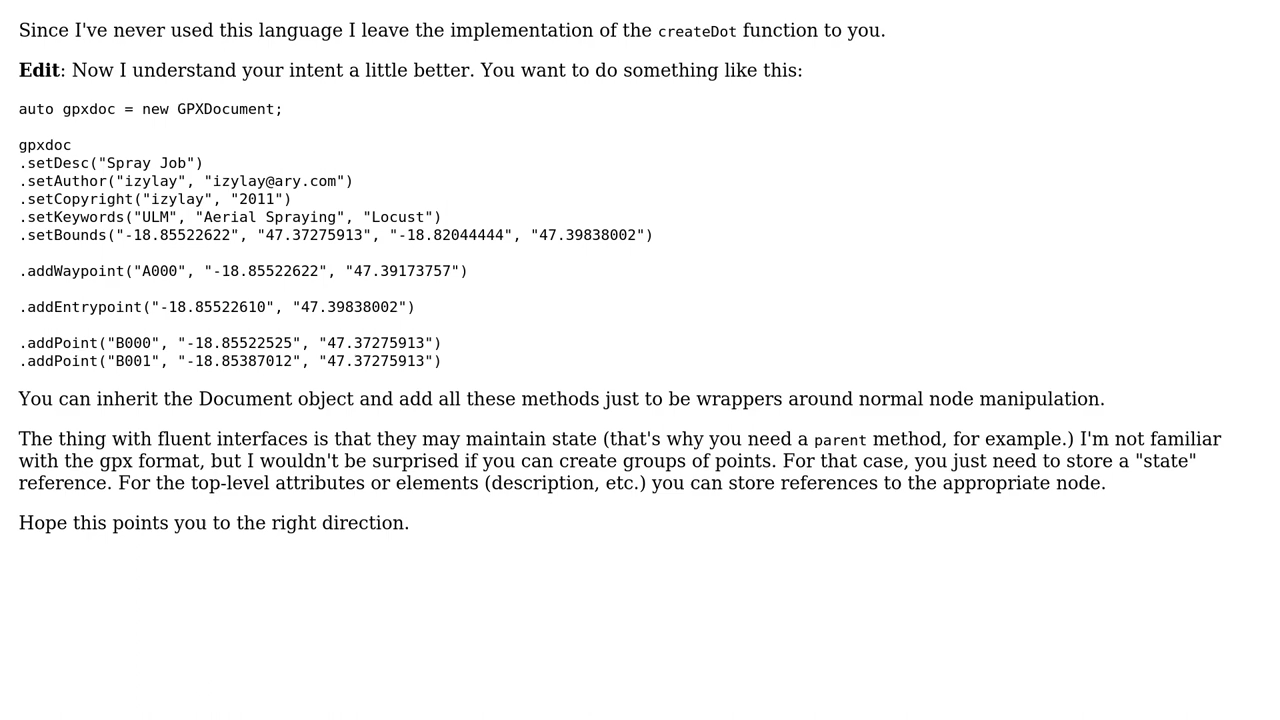 Since I've never used this language I leave the implementation of the createDot function to you.
Edit: Now I understand your intent a little better. You want to do something like this:
auto gpxdoc = new GPXDocument;
gpxdoc
.setDesc("Spray Job")
.setAuthor("izylay", "izylay@ary.com")
.setCopyright("izylay", "2011")
.setKeywords("ULM", "Aerial Spraying", "Locust")
.setBounds("-18.85522622", "47.37275913", "-18.82044444", "47.39838002")
.addWaypoint("A000", "-18.85522622", "47.39173757")
.addEntrypoint("-18.85522610", "47.39838002")
.addPoint("B000", "-18.85522525", "47.37275913")
.addPoint("B001", "-18.85387012", "47.37275913")
You can inherit the Document object and add all these methods just to be wrappers around normal node manipulation.
The thing with fluent interfaces is that they may maintain state (that's why you need a parent method, for example.) I'm not familiar
with the gpx format, but I wouldn't be surprised if you can create groups of points. For that case, you just need to store a "state"
reference. For the top-level attributes or elements (description, etc.) you can store references to the appropriate node.
Hope this points you to the right direction.